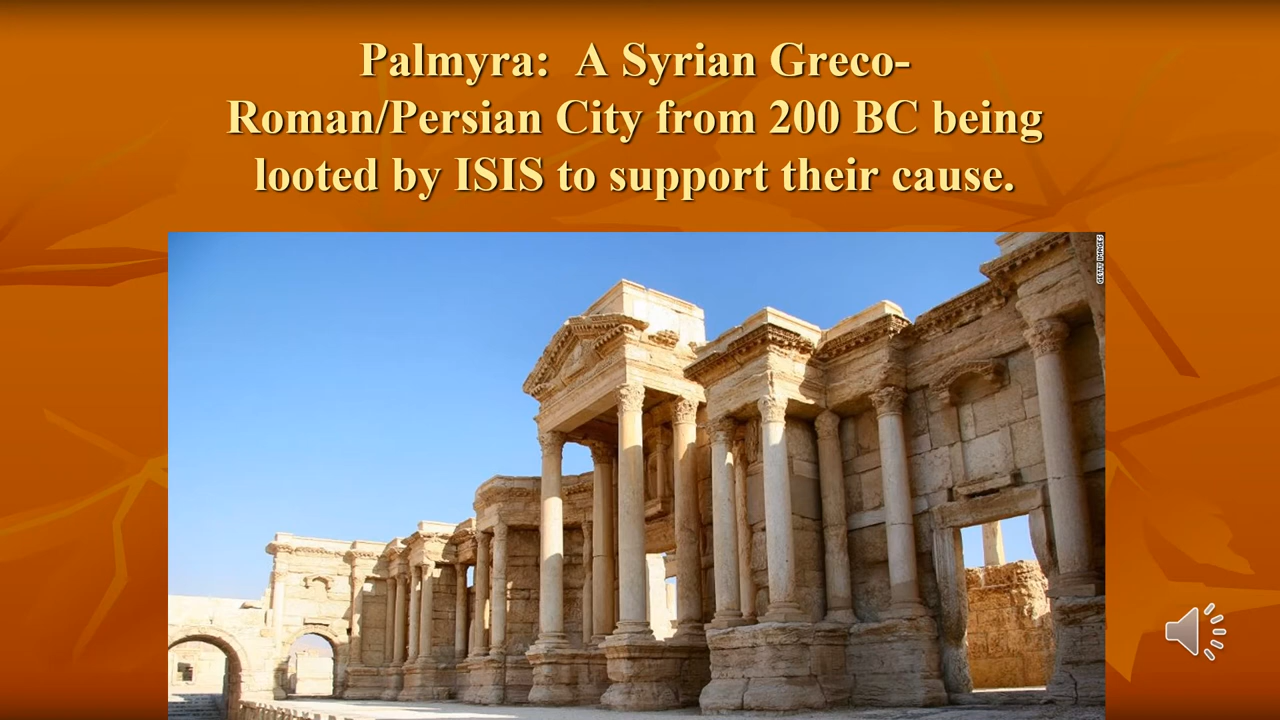 Palmyra:  A Syrian Greco-
Roman/Persian City from 200 BC being
looted by ISIS to support their cause.
GETTY IMAGES